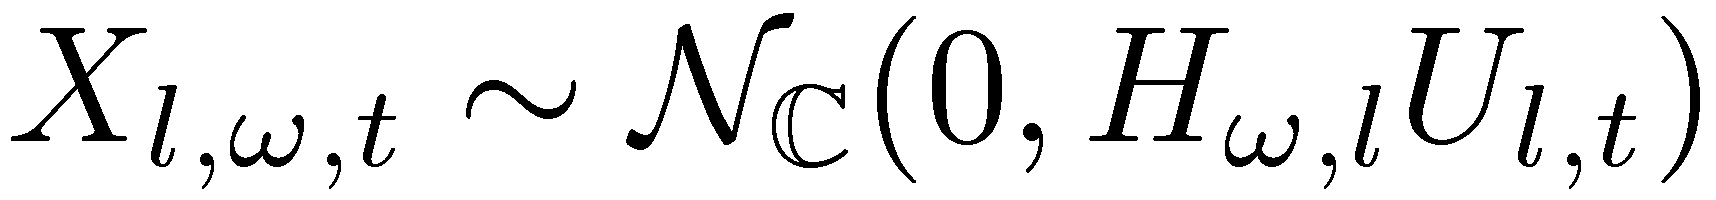 $X_{l,\omega,t} \sim \mathcal{N}_{\mathbb{C}}(0, H_{\omega,l} U_{l,t})$